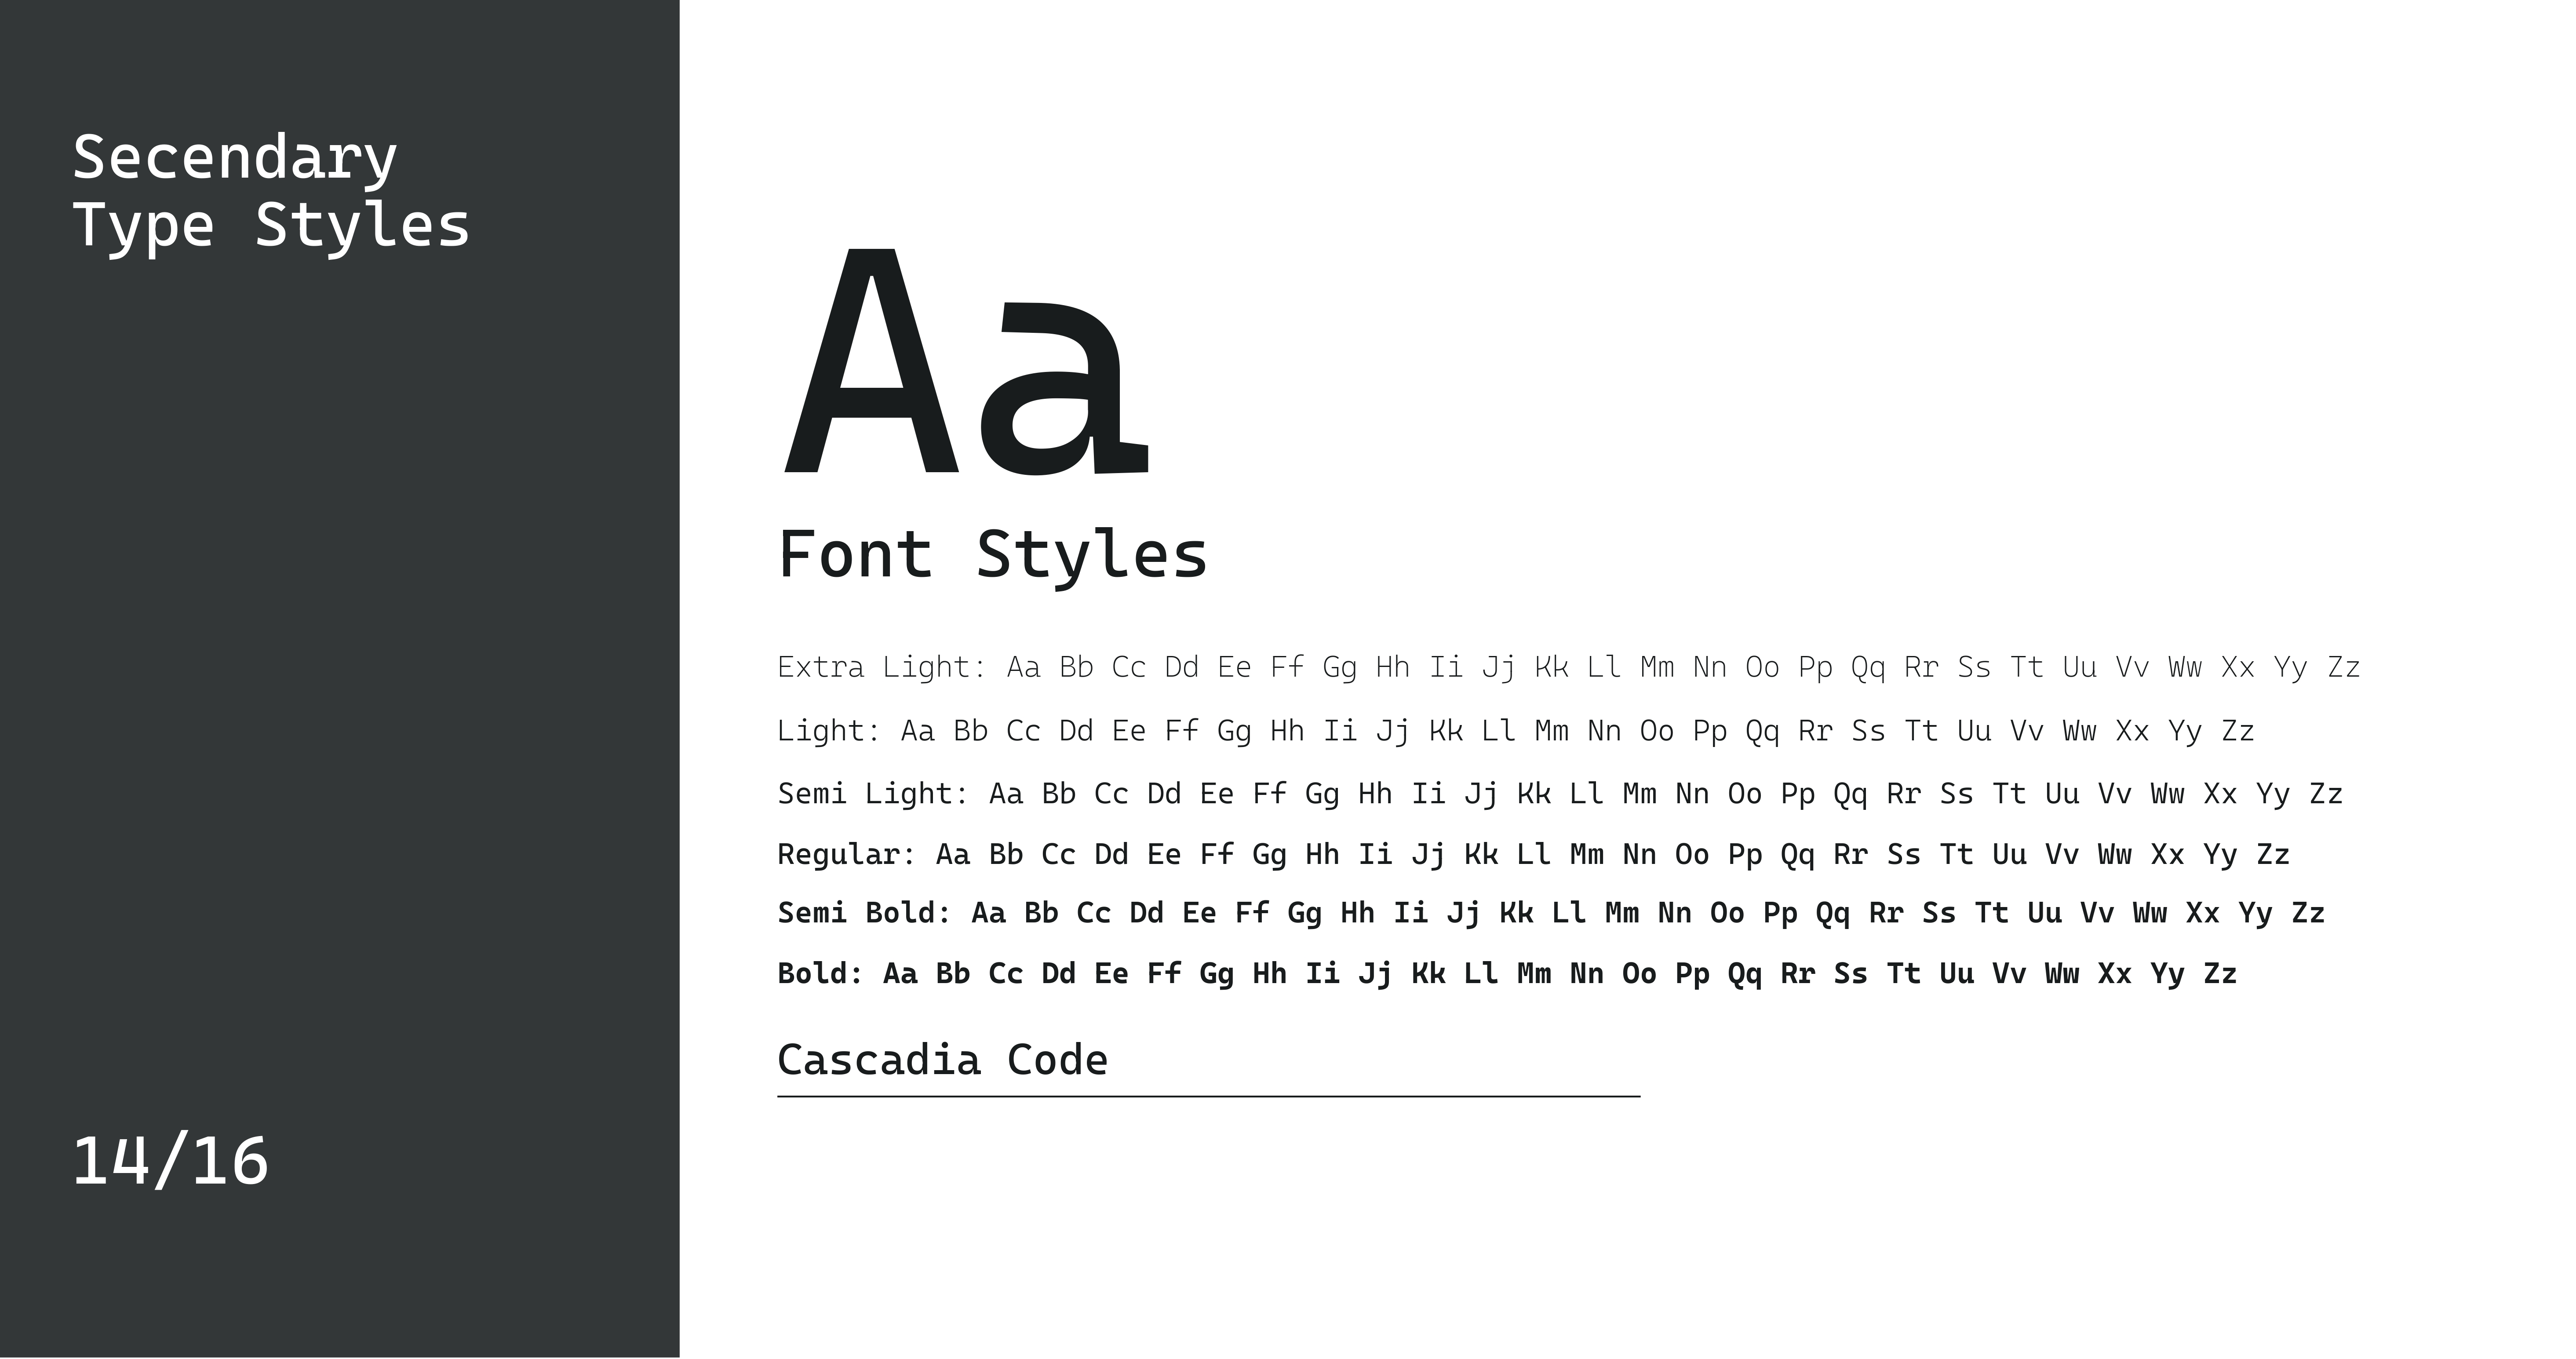 Secendary
Type Styles
Aa
Font Styles
Extra Light: Aa Bb Cc Dd Ee Ff Gg Hh Ii Jj Kk Ll Mm Nn Oo Pp Qq Rr Ss Tt Uu Vv Ww Xx Yy Zz
Light: Aa Bb Cc Dd Ee Ff Gg Hh Ii Jj Kk Ll Mm Nn Oo Pp Qq Rr Ss Tt Uu Vv Ww Xx Yy Zz
Semi Light: Aa Bb Cc Dd Ee Ff Gg Hh Ii Jj Kk Ll Mm Nn Oo Pp Qq Rr Ss Tt Uu Vv Ww Xx Yy Zz
Regular: Aa Bb Cc Dd Ee Ff Gg Hh Ii Jj Kk Ll Mm Nn Oo Pp Qq Rr Ss Tt Uu Vv Ww Xx Yy Zz
Semi Bold: Aa Bb Cc Dd Ee Ff Gg Hh Ii Jj Kk Ll Mm Nn Oo Pp Qq Rr Ss Tt Uu Vv Ww Xx Yy Zz
Bold: Aa Bb Cc Dd Ee Ff Gg Hh Ii Jj Kk Ll Mm Nn Oo Pp Qq Rr Ss Tt Uu Vv Ww Xx Yy Zz
Cascadia Code
14/16